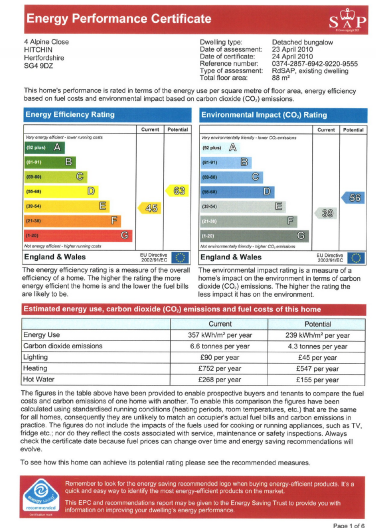 Energy Performance Certificate
SAP
4 Alpine Close
HITCHIN
Hertfordshire
SG4 9DZ
Dwelling type: Detached bungalow
Date of assessment: 23 April 2010
Date of certificate: 24 April 2010
Reference number: 0374-2857-6942-9220-9555
Type of assessment: RdSAP, existing dwelling
Total floor area: 88 m²
This home's performance is rated in terms of the energy use per square metre of floor area, energy efficiency
based on fuel costs and environmental impact based on carbon dioxide (CO₂) emissions.
Energy Efficiency Rating
Current Potential
Very energy efficient - lower running costs
(92 plus) A
(81-91) B
(69-80) C
(55-68) D
(39-54) E
(21-38) F
(1-20) G
Not energy efficient - higher running costs
63
England & Wales
EU Directive
2002/91/EC
Environmental Impact (CO₂) Rating
Current Potential
Very environmentally friendly - lower CO₂ emissions
(92 plus) A
(81-91) B
(69-80) C
(55-68) D
(39-54) E
(21-38) F
(1-20) G
Not environmentally friendly - higher CO₂ emissions
56
England & Wales
EU Directive
2002/91/EC
The energy efficiency rating is a measure of the overall
efficiency of a home. The higher the rating the more
energy efficient the home is and the lower the fuel bills
are likely to be.
The environmental impact rating is a measure of a
home's impact on the environment in terms of carbon
dioxide (CO₂) emissions. The higher the rating the
less impact it has on the environment.
Estimated energy use, carbon dioxide (CO₂) emissions and fuel costs of this home
Current Potential
Energy Use 357 kWh/m² per year 239 kWh/m² per year
Carbon dioxide emissions 6.6 tonnes per year 4.3 tonnes per year
Lighting £90 per year £45 per year
Heating £752 per year £547 per year
Hot Water £268 per year £155 per year
The figures in the table above have been provided to enable prospective buyers and tenants to compare the fuel
costs and carbon emissions of one home with another. To enable this comparison the figures have been
calculated using standardised running conditions (heating periods, room temperatures, etc.) that are the same
for all homes, consequently they are unlikely to match an occupier's actual fuel bills and carbon emissions in
practice. The figures do not include the impacts of the fuels used for cooking or running appliances, such as TV,
fridge etc.; nor do they reflect the costs associated with service, maintenance or safety inspections. Always
check the certificate date because fuel prices can change over time and energy saving recommendations will
evolve.
To see how this home can achieve its potential rating please see the recommended measures.
Remember to look for the energy saving recommended logo when buying energy-efficient products. It's a
quick and easy way to identify the most energy-efficient products on the market.
This EPC and recommendations report may be given to the Energy Saving Trust to provide you with
information on improving your dwelling's energy performance.
Page 1 of 6